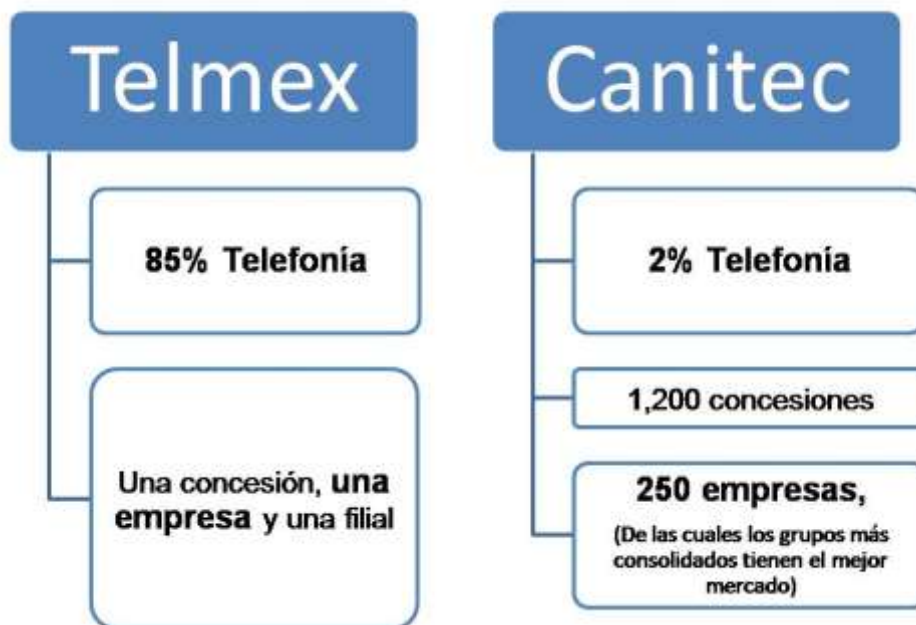 Telmex
85% Telefonía
Una concesión, una
empresa y una filial
Canitec
2% Telefonía
1,200 concesiones
250 empresas,
(De las cuales los grupos más
consolidados tienen el mejor
mercado)